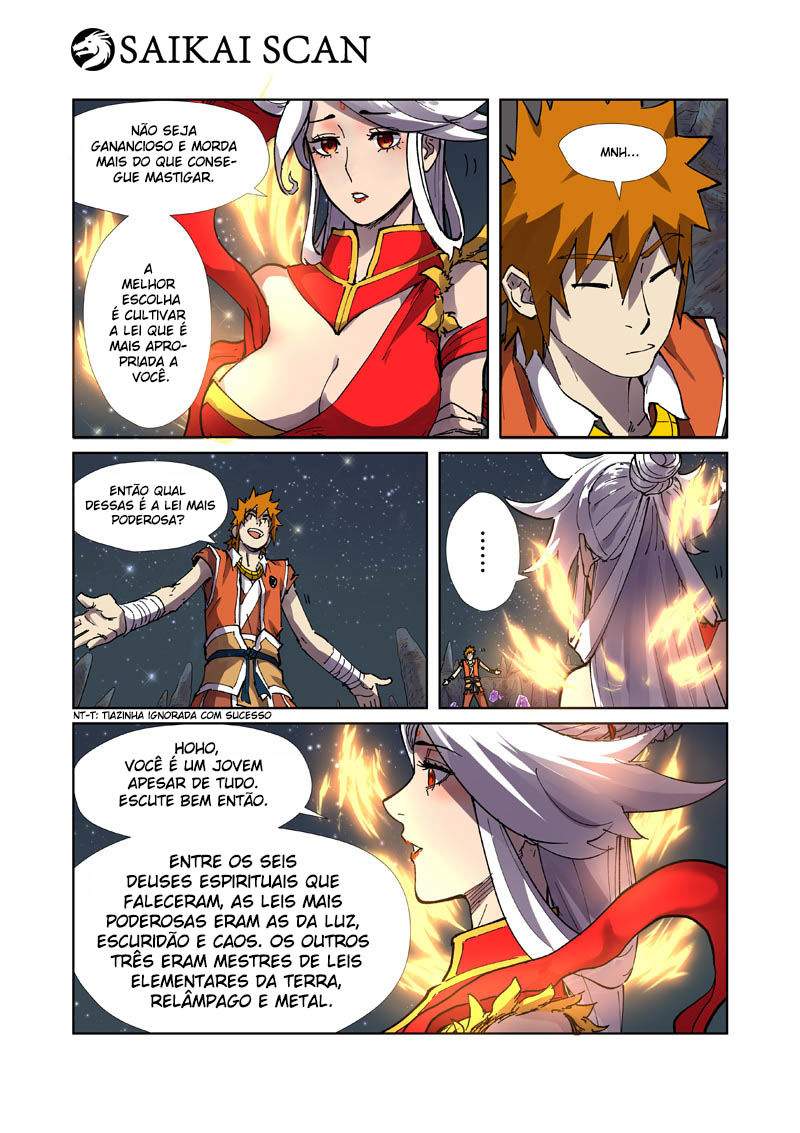 SAIKAI SCAN
NÃO SEJA
GANANCIOSO E MORDA
MAIS DO QUE CONSE-
GUE MASTIGAR.
A
MELHOR
ESCOLHA
É CULTIVAR
A LEI QUE É
MAIS APRO-
PRIADA A
VOCÊ.
MNH...
ENTÃO QUAL
DESSAS É A LEI MAIS
PODEROSA?
......
NT-T: TIAZINHA IGNORADA COM SUCESSO
HOHO,
VOCÊ É UM JOVEM
APESAR DE TUDO.
ESCUTE BEM ENTÃO.
ENTRE OS SEIS
DEUSES ESPIRITUAIS QUE
FALECERAM, AS LEIS MAIS
PODEROSAS ERAM AS DA LUZ,
ESCURIDÃO E CAOS. OS OUTROS
TRÊS ERAM MESTRES DE LEIS
ELEMENTARES DA TERRA,
RELÂMPAGO E METAL.